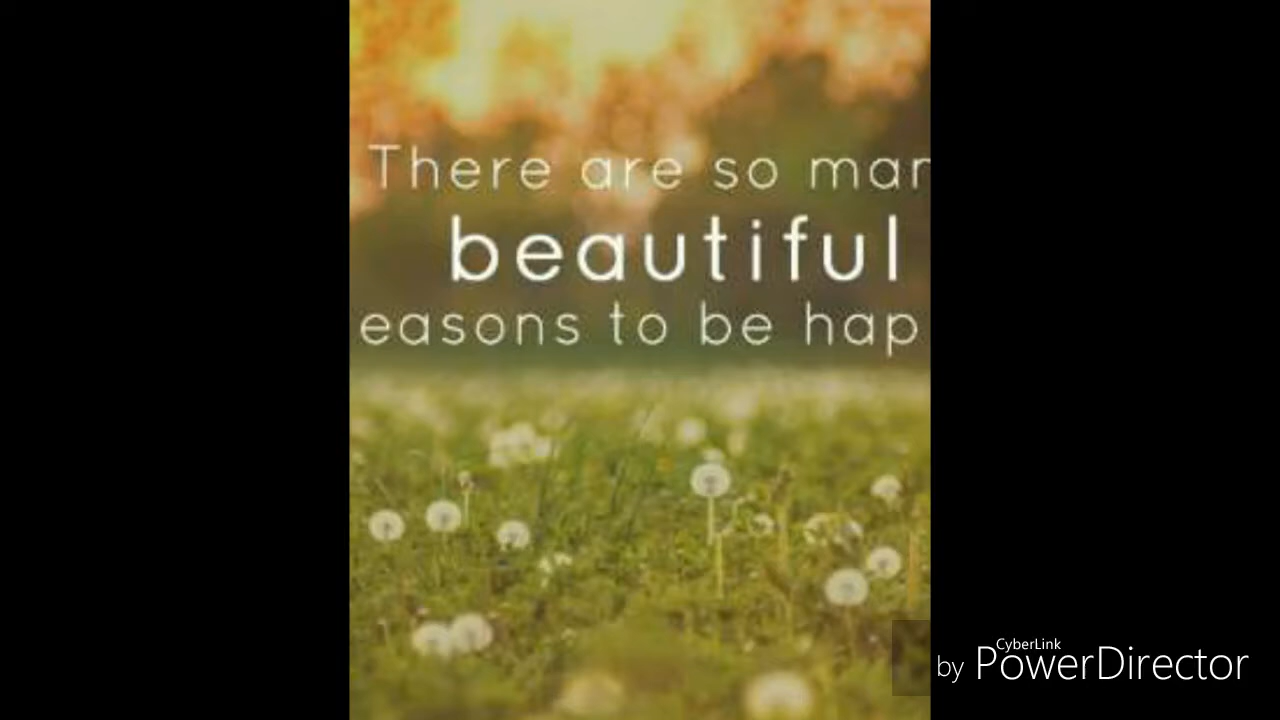 There are so mar
beautiful
easons to be hap
CyberLink
by PowerDirector